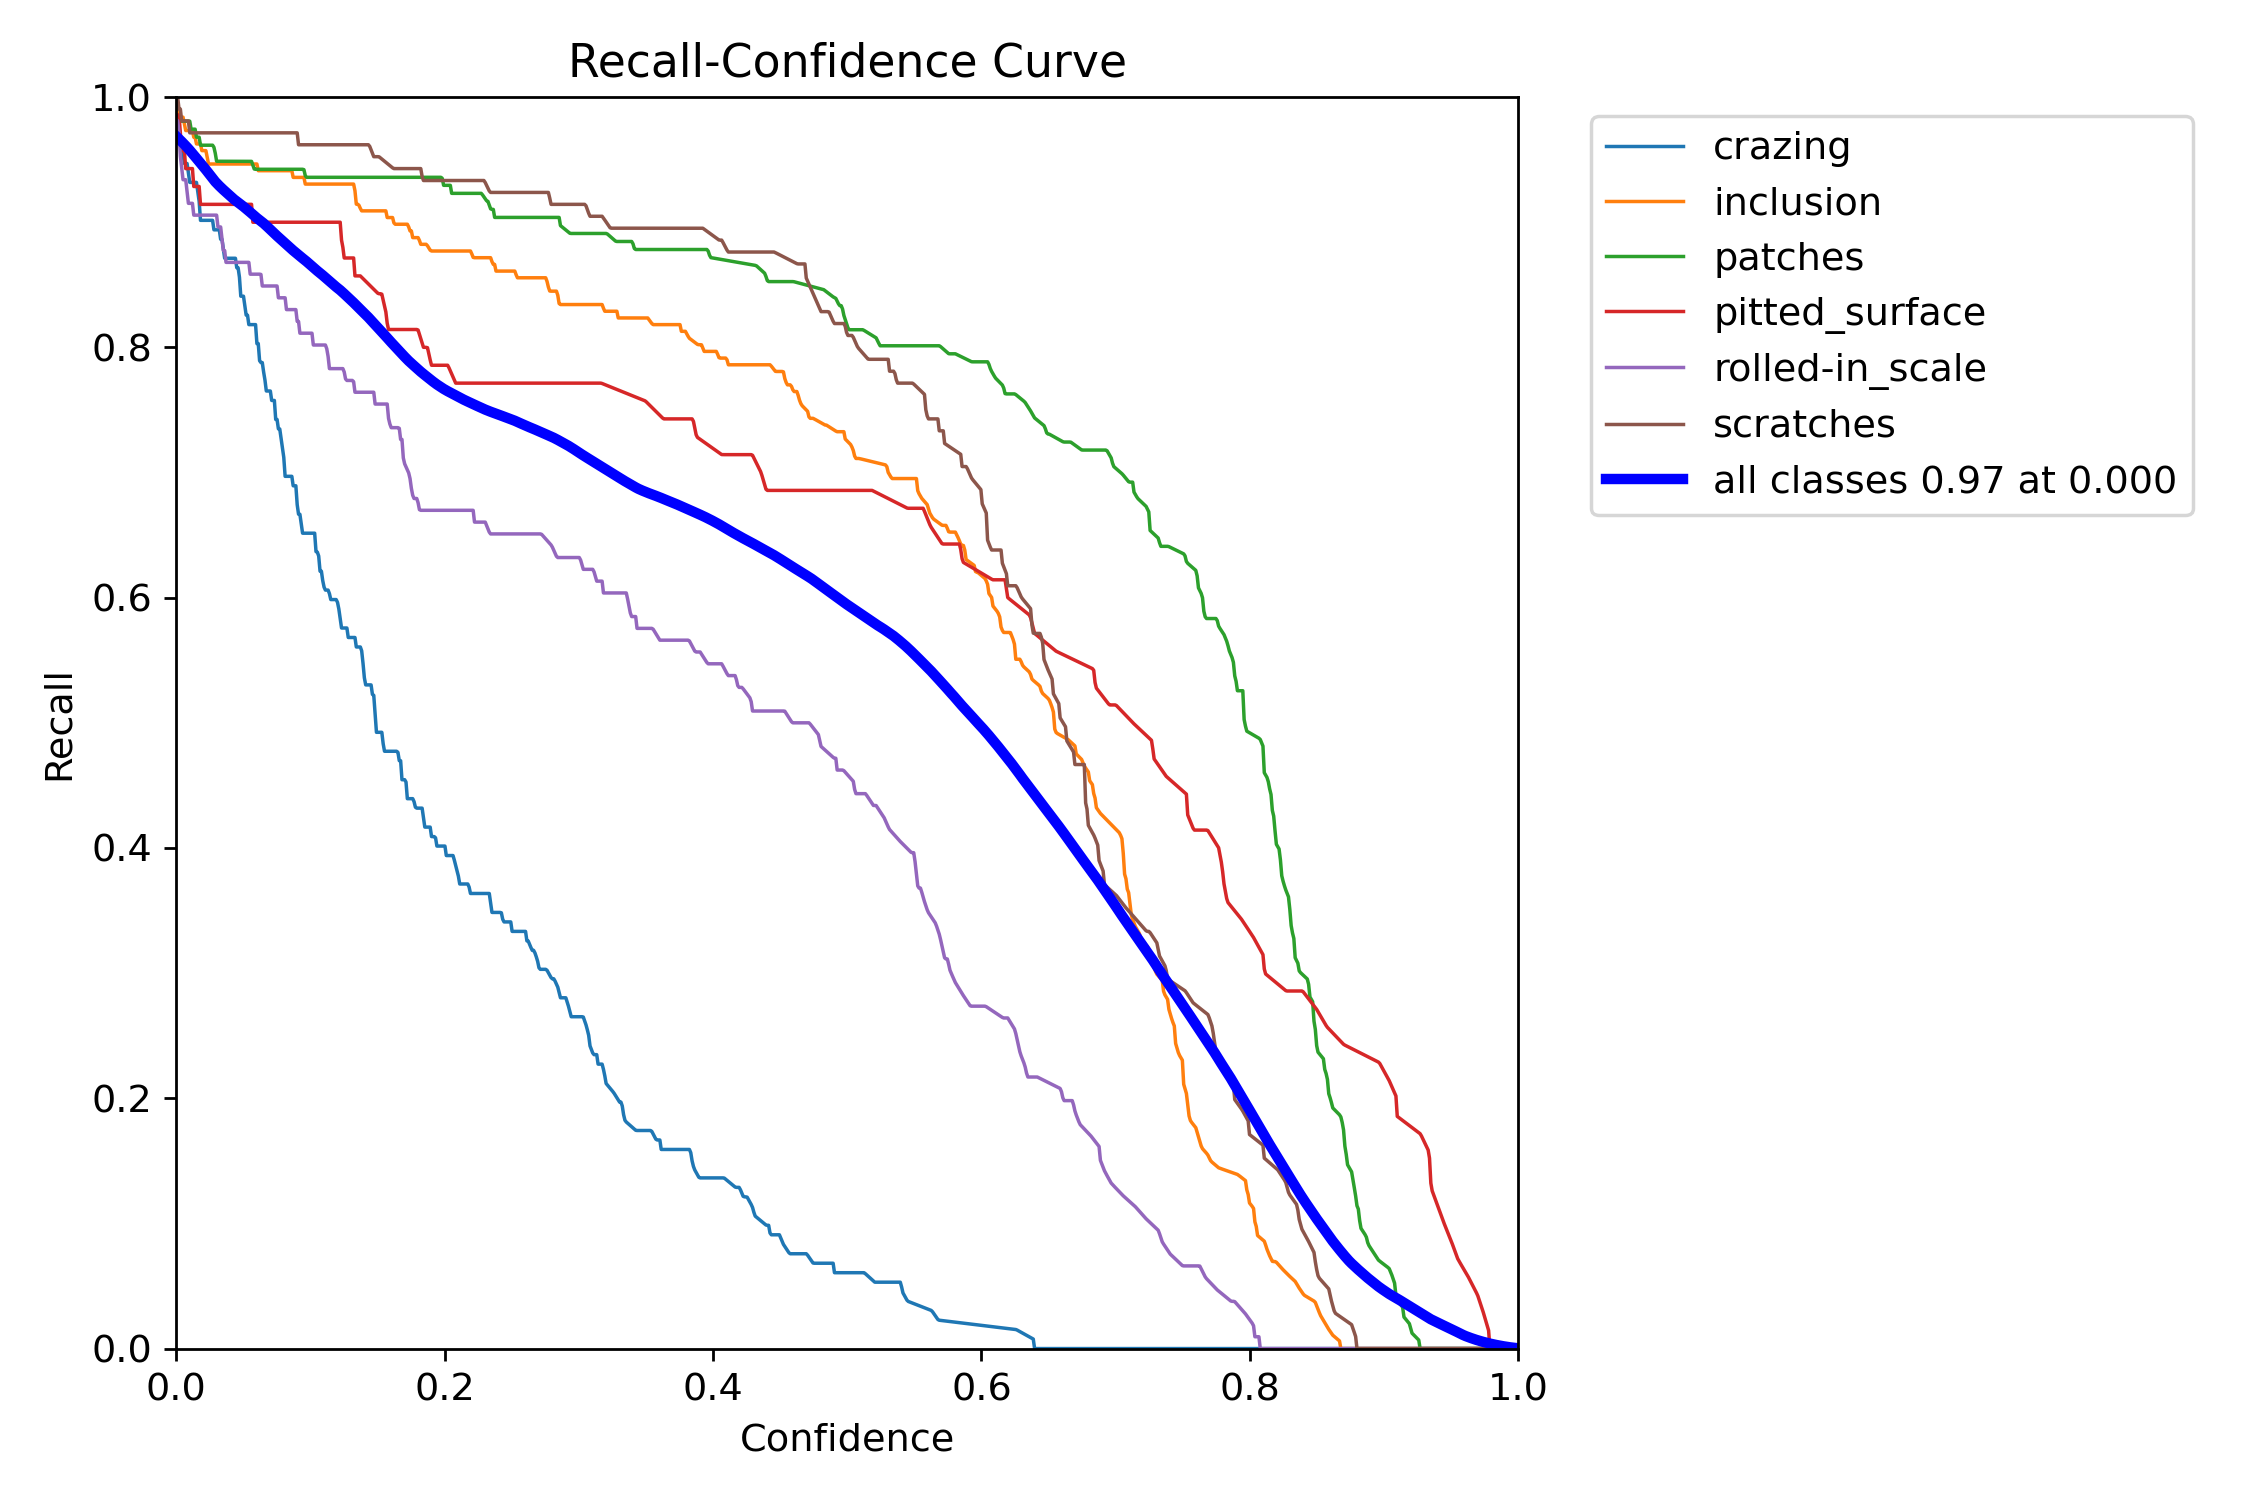 Recall-Confidence Curve
1.0
0.8
0.6
0.4
0.2
0.0
Recall
0.0 0.2 0.4 0.6 0.8 1.0
Confidence
crazing
inclusion
patches
pitted_surface
rolled-in_scale
scratches
all classes 0.97 at 0.000